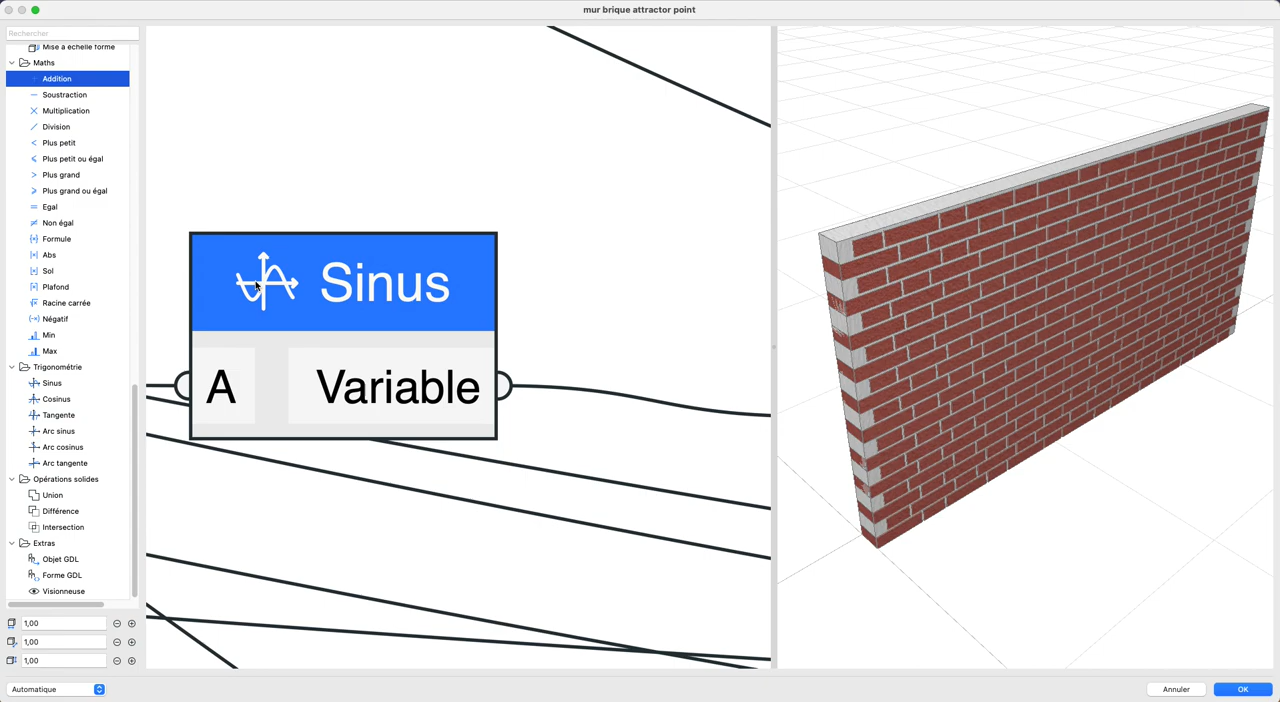 mur brique attractor point
Rechercher
Mise à échelle forme
Maths
Addition
Soustraction
Multiplication
Division
Plus petit
Plus petit ou égal
Plus grand
Plus grand ou égal
Egal
Non égal
Formule
Abs
Sol
Plafond
Racine carrée
Négatif
Min
Max
Trigonométrie
Sinus
Cosinus
Tangente
Arc sinus
Arc cosinus
Arc tangente
Opérations solides
Union
Différence
Intersection
Extras
Objet GDL
Forme GDL
Visionneuse
1,00
1,00
1,00
Automatique
Sinus
A Variable
Annuler OK